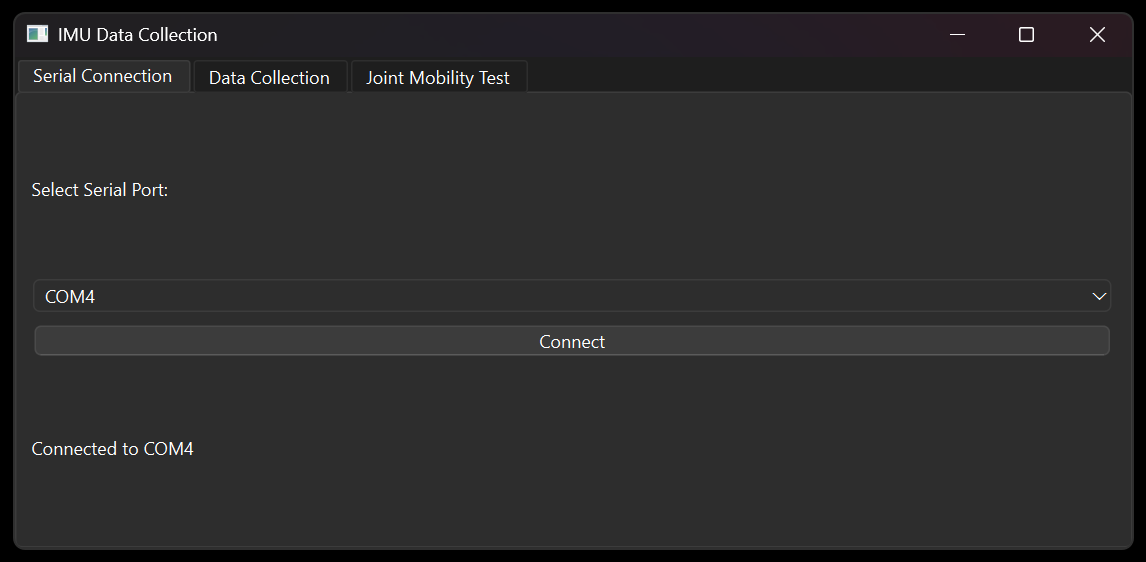 IMU Data Collection
Serial Connection Data Collection Joint Mobility Test
Select Serial Port:
COM4
Connect
Connected to COM4